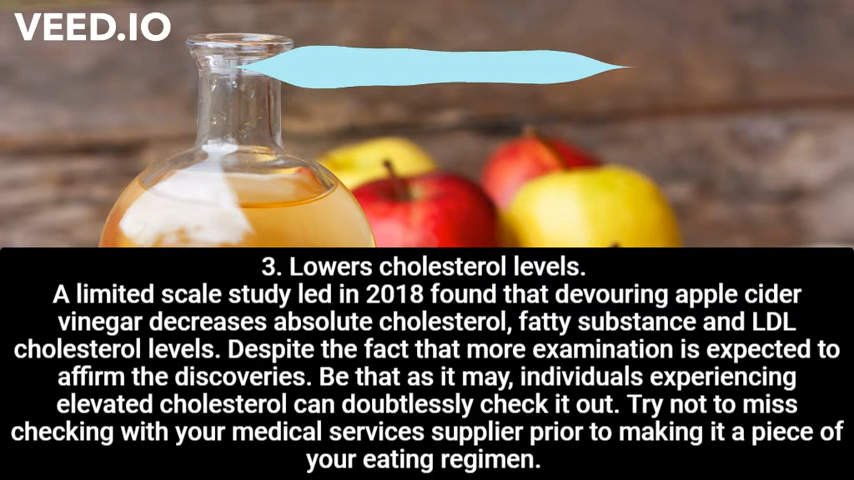 VEED.IO
3. Lowers cholesterol levels.
A limited scale study led in 2018 found that devouring apple cider
vinegar decreases absolute cholesterol, fatty substance and LDL
cholesterol levels. Despite the fact that more examination is expected to
affirm the discoveries. Be that as it may, individuals experiencing
elevated cholesterol can doubtlessly check it out. Try not to miss
checking with your medical services supplier prior to making it a piece of
your eating regimen.